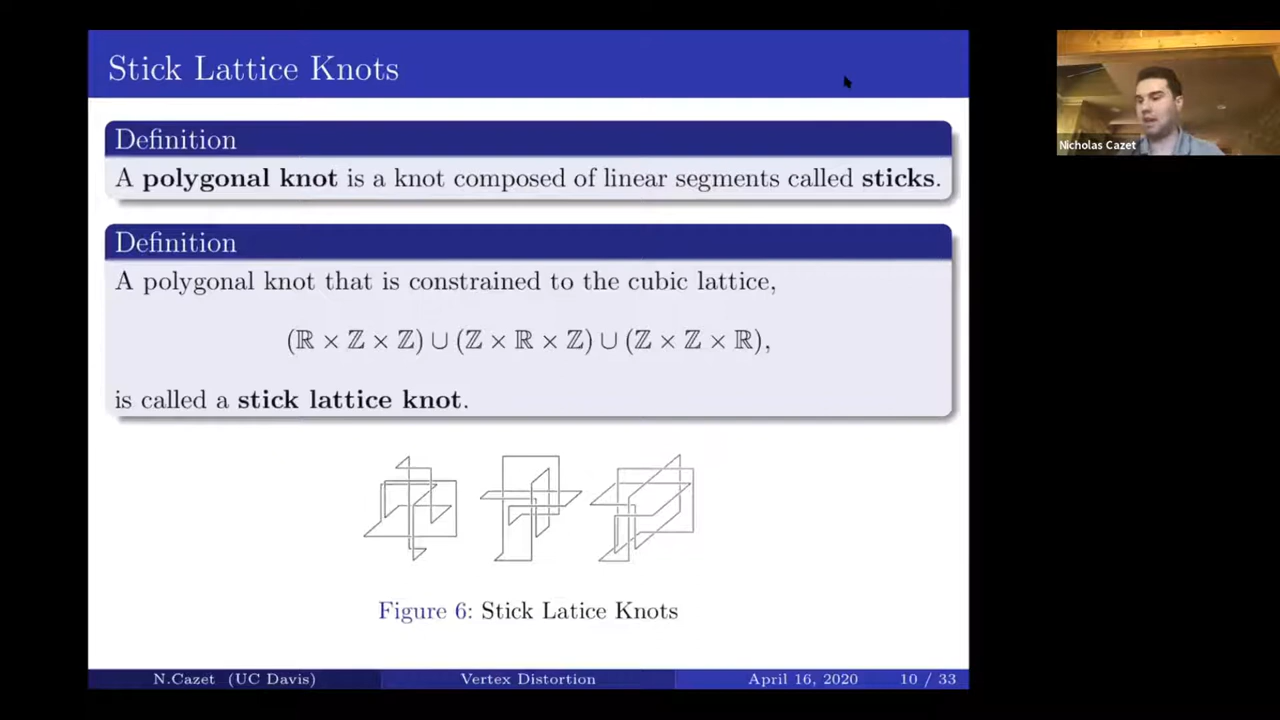 Stick Lattice Knots
Definition
A polygonal knot is a knot composed of linear segments called sticks.
Definition
A polygonal knot that is constrained to the cubic lattice,
(ℝ × ℤ × ℤ) ∪ (ℤ × ℝ × ℤ) ∪ (ℤ × ℤ × ℝ),
is called a stick lattice knot.
Figure 6: Stick Latice Knots
N.Cazet (UC Davis) Vertex Distortion April 16, 2020 10 / 33
Nicholas Cazet